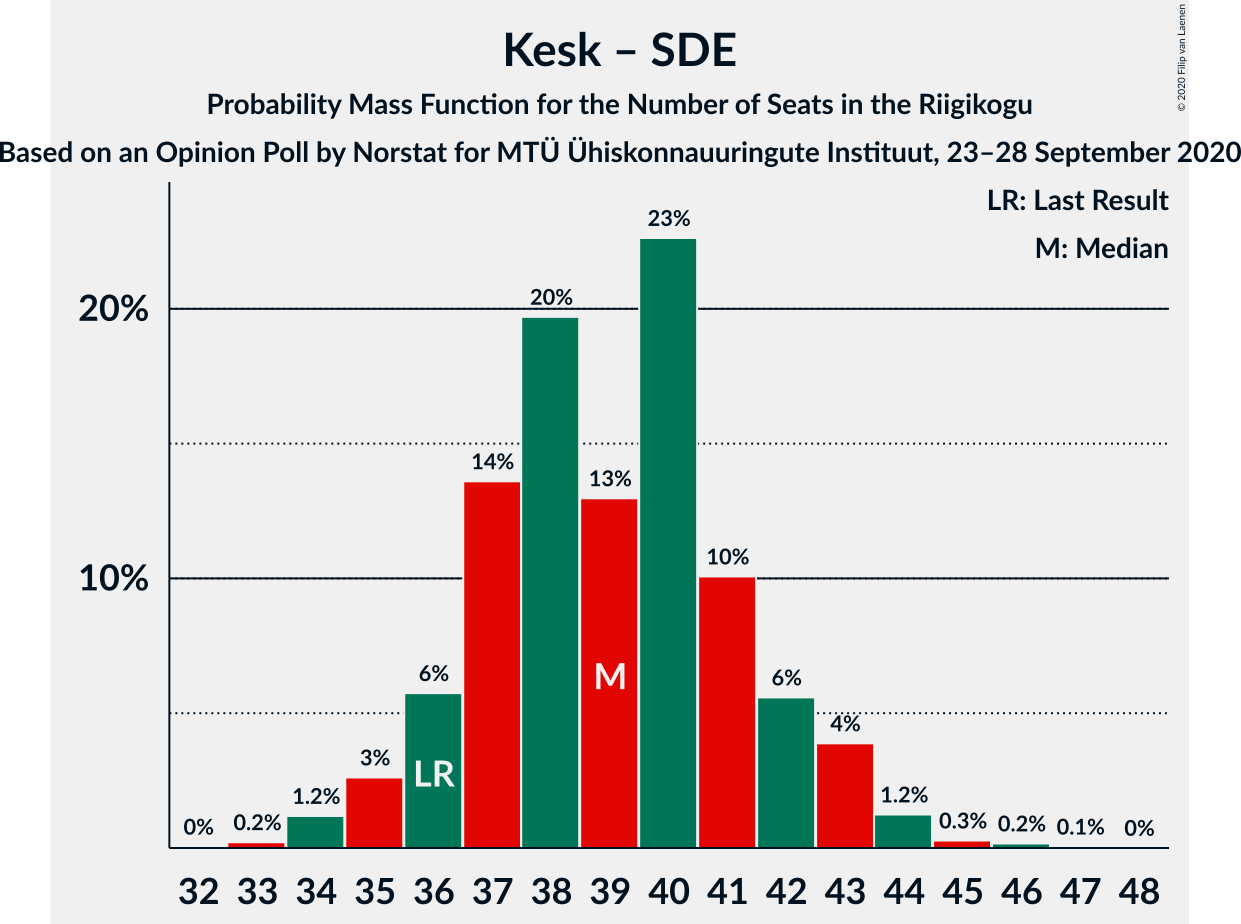 Kesk – SDE
Probability Mass Function for the Number of Seats in the Riigikogu
Based on an Opinion Poll by Norstat for MTÜ Ühiskonnauuringute Instituut, 23–28 September 2020
© 2020 Filip van Laenen
LR: Last Result
M: Median
23%
20%
20%
14%
13%
10%
10%
6%
M
6%
4%
3%
LR
1.2%
1.2%
0%
0.2%
0.3%
0.2%
0.1%
0%
32 33 34 35 36 37 38 39 40 41 42 43 44 45 46 47 48